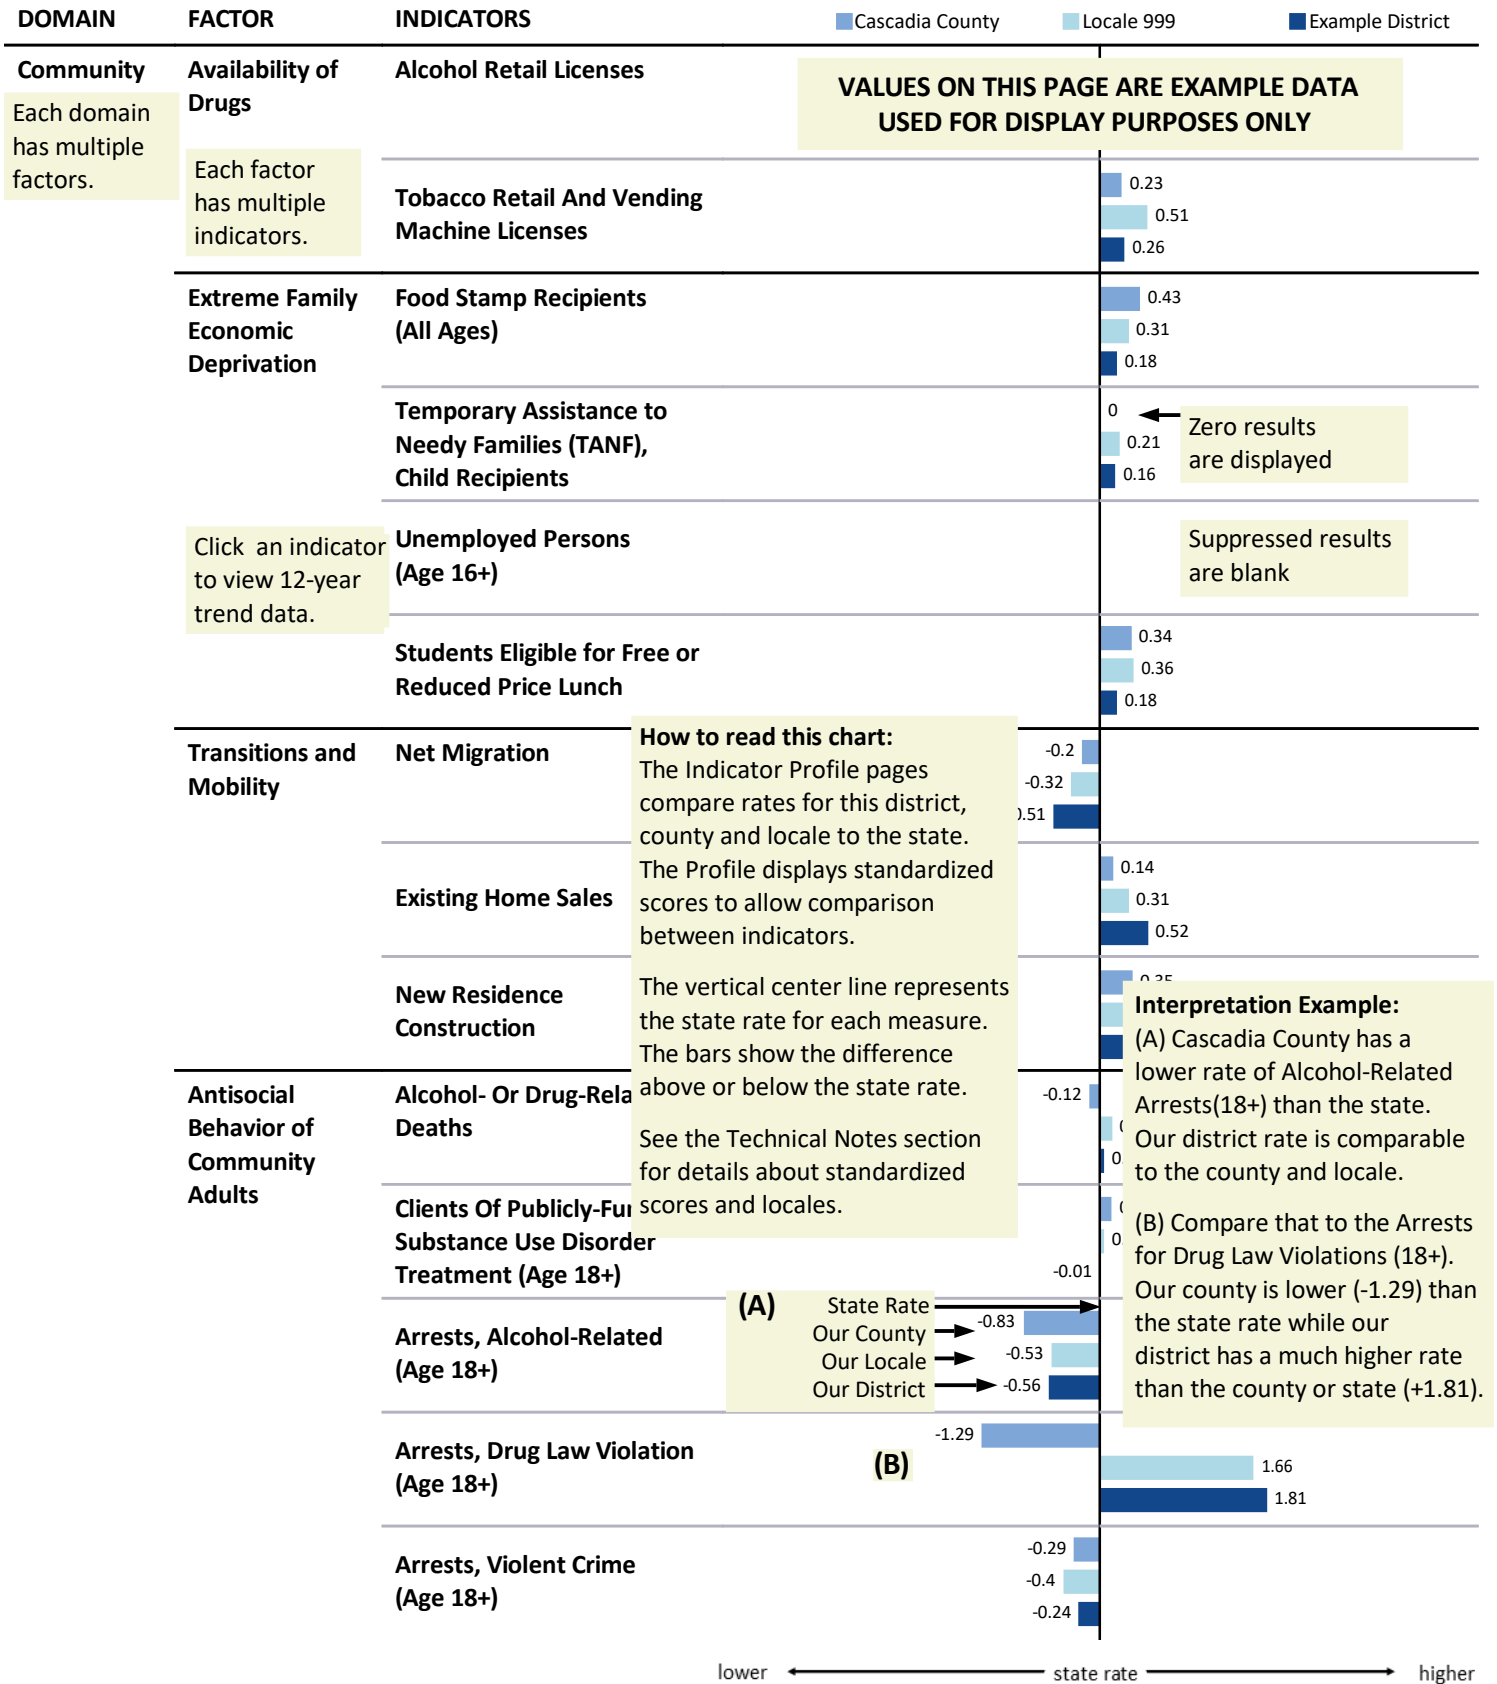 DOMAIN FACTOR INDICATORS Cascadia County Locale 999 Example District
Community
Each domain
has multiple
factors.
Availability of
Drugs
Each factor
has multiple
indicators.
Alcohol Retail Licenses
VALUES ON THIS PAGE ARE EXAMPLE DATA
USED FOR DISPLAY PURPOSES ONLY
Tobacco Retail And Vending
Machine Licenses
0.23
0.51
0.26
Extreme Family
Economic
Deprivation
Food Stamp Recipients
(All Ages)
0.43
0.31
0.18
Temporary Assistance to
Needy Families (TANF),
Child Recipients
0
0.21
0.16
Zero results
are displayed
Click an indicator
to view 12-year
trend data.
Unemployed Persons
(Age 16+)
Suppressed results
are blank
Students Eligible for Free or
Reduced Price Lunch
0.34
0.36
0.18
Transitions and
Mobility
Net Migration
-0.2
-0.32
.51
How to read this chart:
The Indicator Profile pages
compare rates for this district,
county and locale to the state.
The Profile displays standardized
scores to allow comparison
between indicators.
The vertical center line represents
the state rate for each measure.
The bars show the difference
above or below the state rate.
See the Technical Notes section
for details about standardized
scores and locales.
Existing Home Sales
0.14
0.31
0.52
New Residence
Construction
Interpretation Example:
(A) Cascadia County has a
lower rate of Alcohol-Related
Arrests(18+) than the state.
Our district rate is comparable
to the county and locale.
(B) Compare that to the Arrests
for Drug Law Violations (18+).
Our county is lower (-1.29) than
the state rate while our
district has a much higher rate
than the county or state (+1.81).
Antisocial
Behavior of
Community
Adults
Alcohol- Or Drug-Rela
Deaths
-0.12
Clients Of Publicly-Fu
Substance Use Disorder
Treatment (Age 18+)
-0.01
Arrests, Alcohol-Related
(Age 18+)
(A)
State Rate
Our County
Our Locale
Our District
-0.83
-0.53
-0.56
Arrests, Drug Law Violation
(Age 18+)
(B)
-1.29
1.66
1.81
Arrests, Violent Crime
(Age 18+)
-0.29
-0.4
-0.24
lower state rate higher